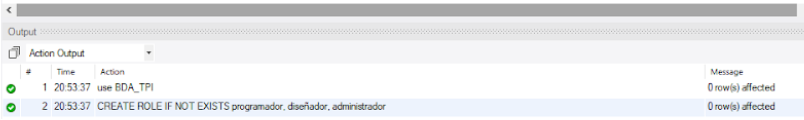 Output
Action Output
# Time Action Message
1 20:53:37 use BDA_TPI 0 row(s) affected
2 20:53:37 CREATE ROLE IF NOT EXISTS programador, diseñador, administrador 0 row(s) affected